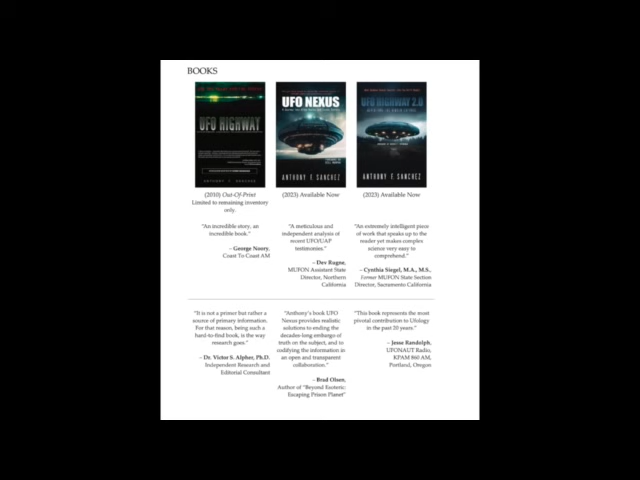 BOOKS
UFO HIGHWAY
ANTHONY F. SANCHEZ
UFO NEXUS
ANTHONY F. SANCHEZ
UFO HIGHWAY 2.0
ANTHONY F. SANCHEZ
(2010) Out-Of-Print
Limited to remaining inventory
only.
(2023) Available Now
(2023) Available Now
"An incredible story, an
incredible book."
– George Noory,
Coast To Coast AM
"A meticulous and
independent analysis of
recent UFO/UAP
testimonies."
– Dev Rugne,
MUFON Assistant State
Director, Northern
California
"An extremely intelligent piece
of work that speaks up to the
reader yet makes complex
science very easy to
comprehend."
– Cynthia Siegel, M.A., M.S.,
Former MUFON State Section
Director, Sacramento California
"It is not a primer but rather a
source of primary information.
For that reason, being such a
hard-to-find book, is the way
research goes."
– Dr. Victor S. Alpher, Ph.D.
Independent Research and
Editorial Consultant
"Anthony's book UFO
Nexus provides realistic
solutions to ending the
decades-long embargo of
truth on the subject, and to
codifying the information in
an open and transparent
collaboration."
– Brad Olsen,
Author of "Beyond Esoteric:
Escaping Prison Planet"
"This book represents the most
pivotal contribution to Ufology
in the past 20 years."
– Jesse Randolph,
UFONAUT Radio,
KPAM 860 AM,
Portland, Oregon